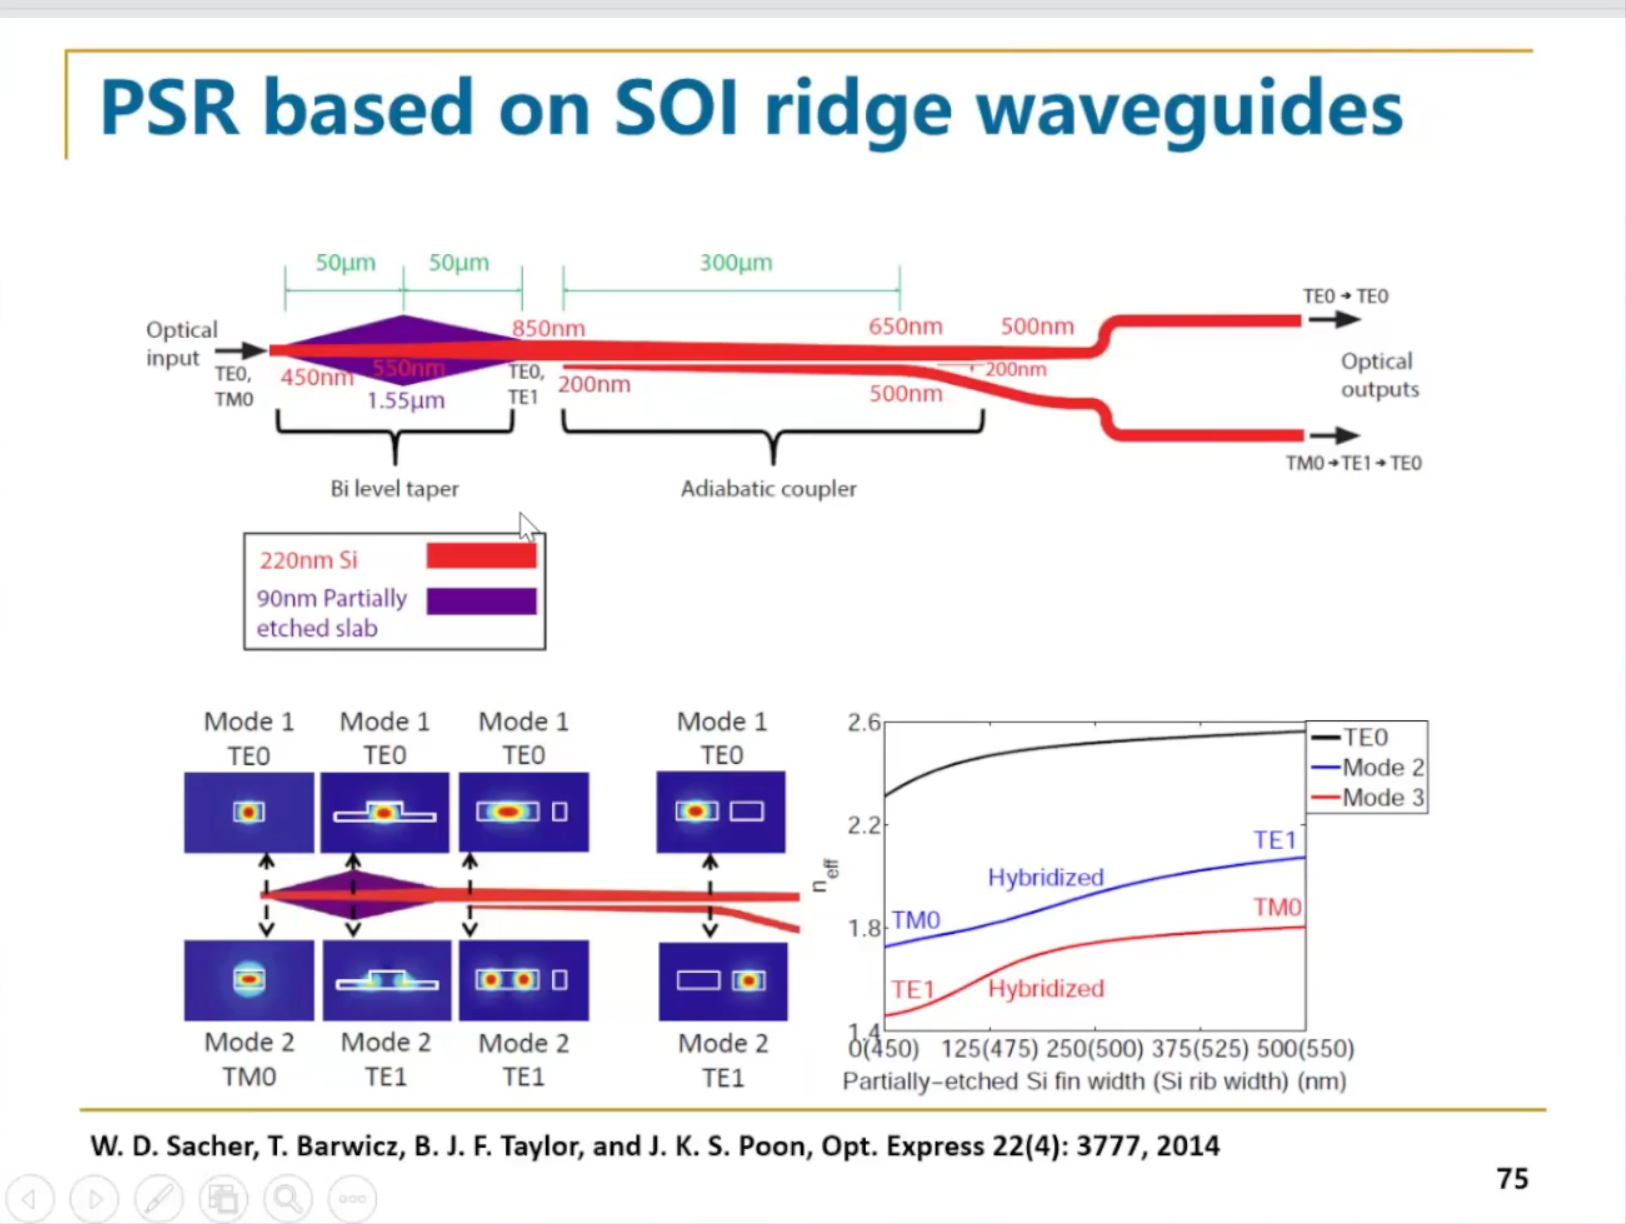 PSR based on SOI ridge waveguides
50µm
50µm
300µm
Optical
input
TE0,
TM0
450nm
550nm
1.55µm
850nm
TE0,
TE1
200nm
650nm
500nm
500nm
200nm
TE0→TE0
Optical
outputs
TM0→TE1→TE0
Bi level taper
Adiabatic coupler
220nm Si
90nm Partially
etched slab
Mode 1
TE0
Mode 1
TE0
Mode 1
TE0
Mode 1
TE0
Mode 2
TM0
Mode 2
TE1
Mode 2
TE1
Mode 2
TE1
2.6
2.2
1.8
1.4
neff
TE0
Mode 2
Mode 3
TE1
Hybridized
TM0
TM0
TE1
Hybridized
0(450) 125(475) 250(500) 375(525) 500(550)
Partially-etched Si fin width (Si rib width) (nm)
W. D. Sacher, T. Barwicz, B. J. F. Taylor, and J. K. S. Poon, Opt. Express 22(4): 3777, 2014
75